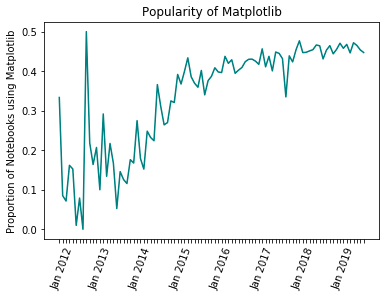 Popularity of Matplotlib
Proportion of Notebooks using Matplotlib
0.5
0.4
0.3
0.2
0.1
0.0
Jan 2012
Jan 2013
Jan 2014
Jan 2015
Jan 2016
Jan 2017
Jan 2018
Jan 2019